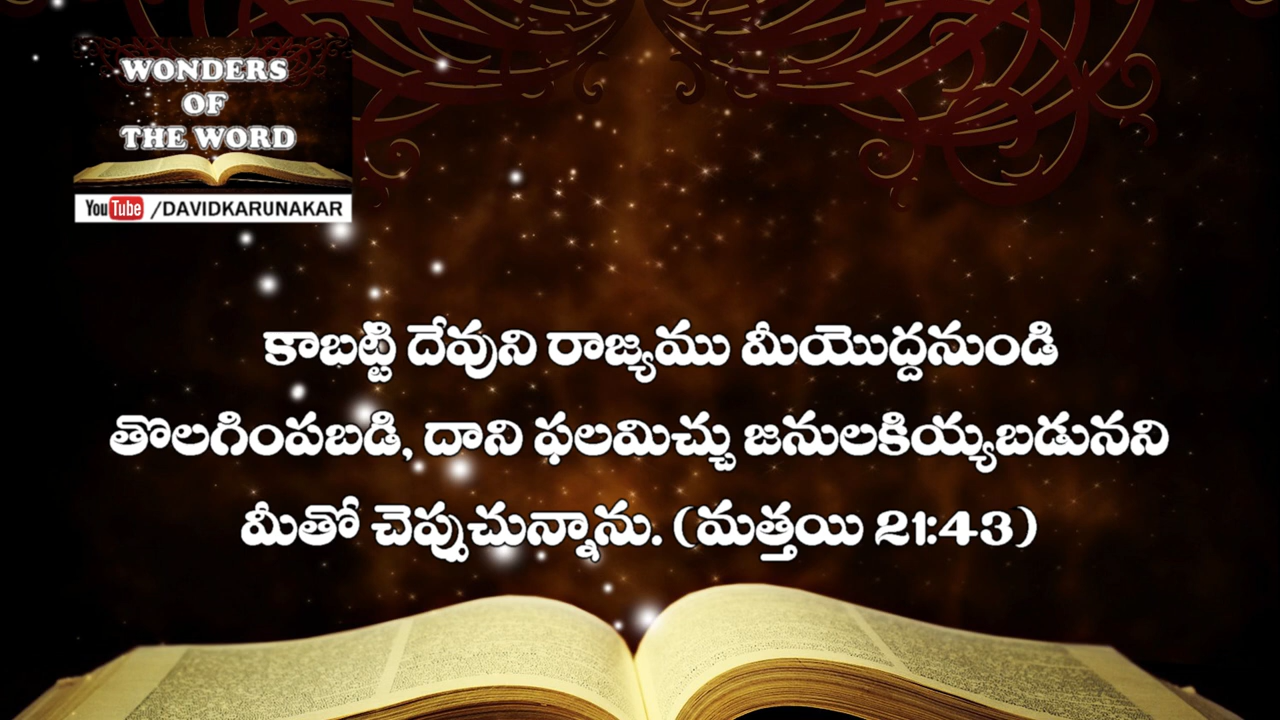 WONDERS
OF
THE WORD
YouTube /DAVIDKARUNAKAR
కాబట్టి దేవుని రాజ్యము మీయొద్దనుండి
తొలగింపబడి, దాని ఫలమిచ్చు జనులకియ్యబడునని
మీతో చెప్పుచున్నాను. (మత్తయి 21:43)